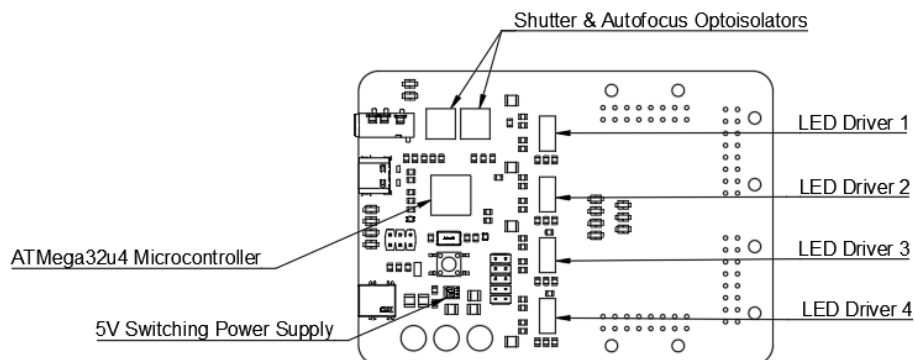 Shutter & Autofocus Optoisolators
LED Driver 1
LED Driver 2
LED Driver 3
ATMega32u4 Microcontroller
LED Driver 4
5V Switching Power Supply